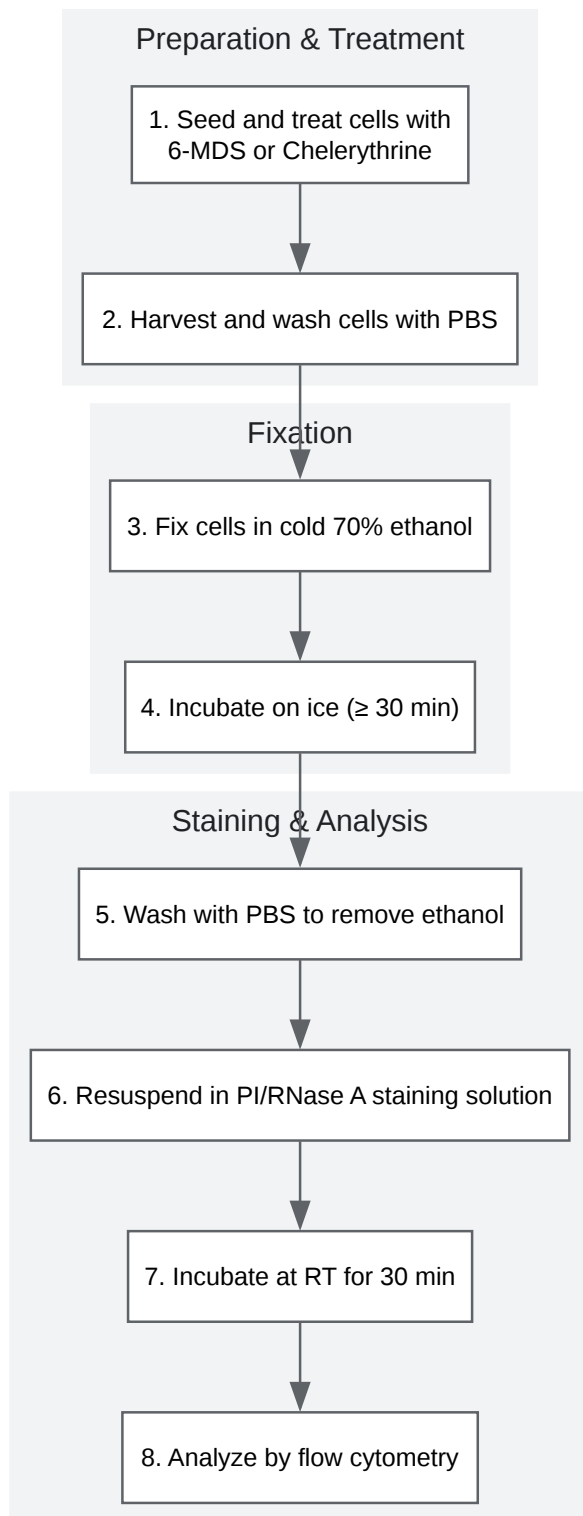 Preparation & Treatment
1. Seed and treat cells with
6-MDS or Chelerythrine
2. Harvest and wash cells with PBS
Fixation
3. Fix cells in cold 70% ethanol
4. Incubate on ice (≥ 30 min)
Staining & Analysis
5. Wash with PBS to remove ethanol
6. Resuspend in PI/RNase A staining solution
7. Incubate at RT for 30 min
8. Analyze by flow cytometry